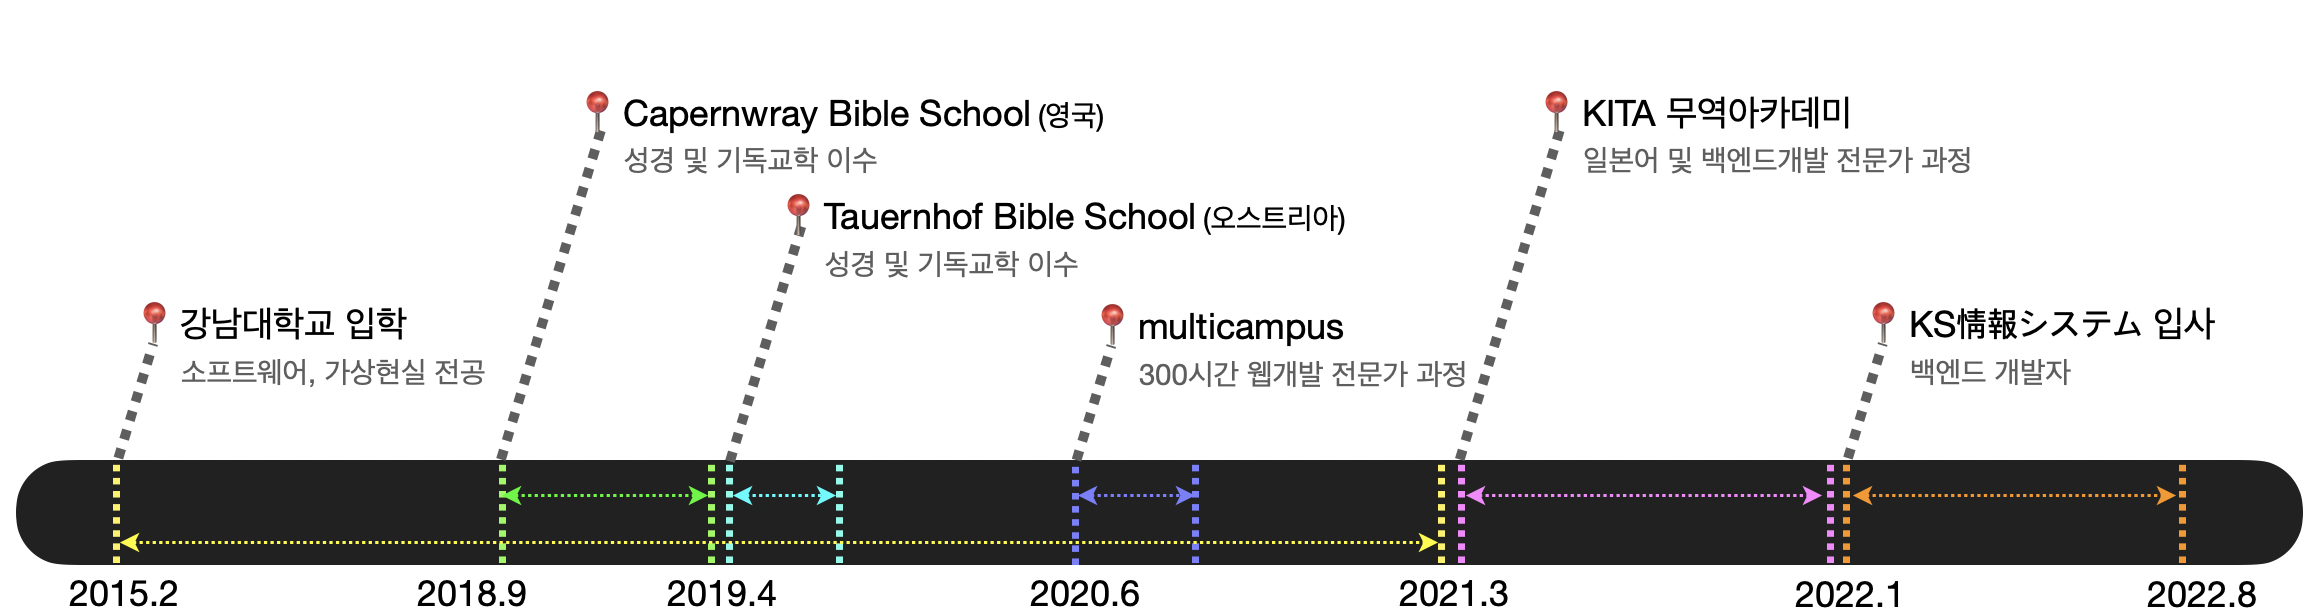 Capernwray Bible School (영국)
성경 및 기독교학 이수
KITA 무역아카데미
일본어 및 백엔드개발 전문가 과정
Tauernhof Bible School (오스트리아)
성경 및 기독교학 이수
강남대학교 입학
소프트웨어, 가상현실 전공
multicampus
300시간 웹개발 전문가 과정
KS情報システム 입사
백엔드 개발자
2015.2
2018.9
2019.4
2020.6
2021.3
2022.1
2022.8